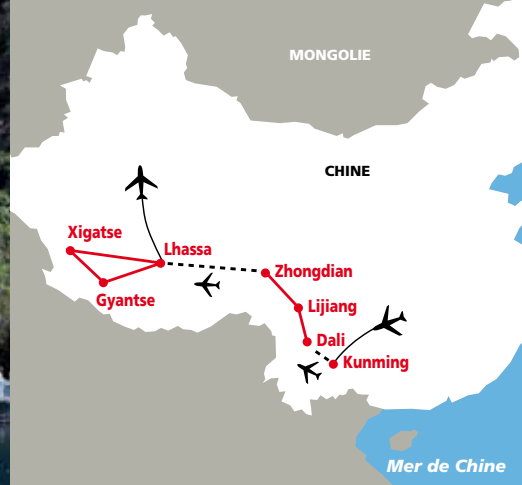 MONGOLIE
CHINE
Xigatse
Lhassa
Zhongdian
Gyantse
Lijiang
Dali
Kunming
Mer de Chine